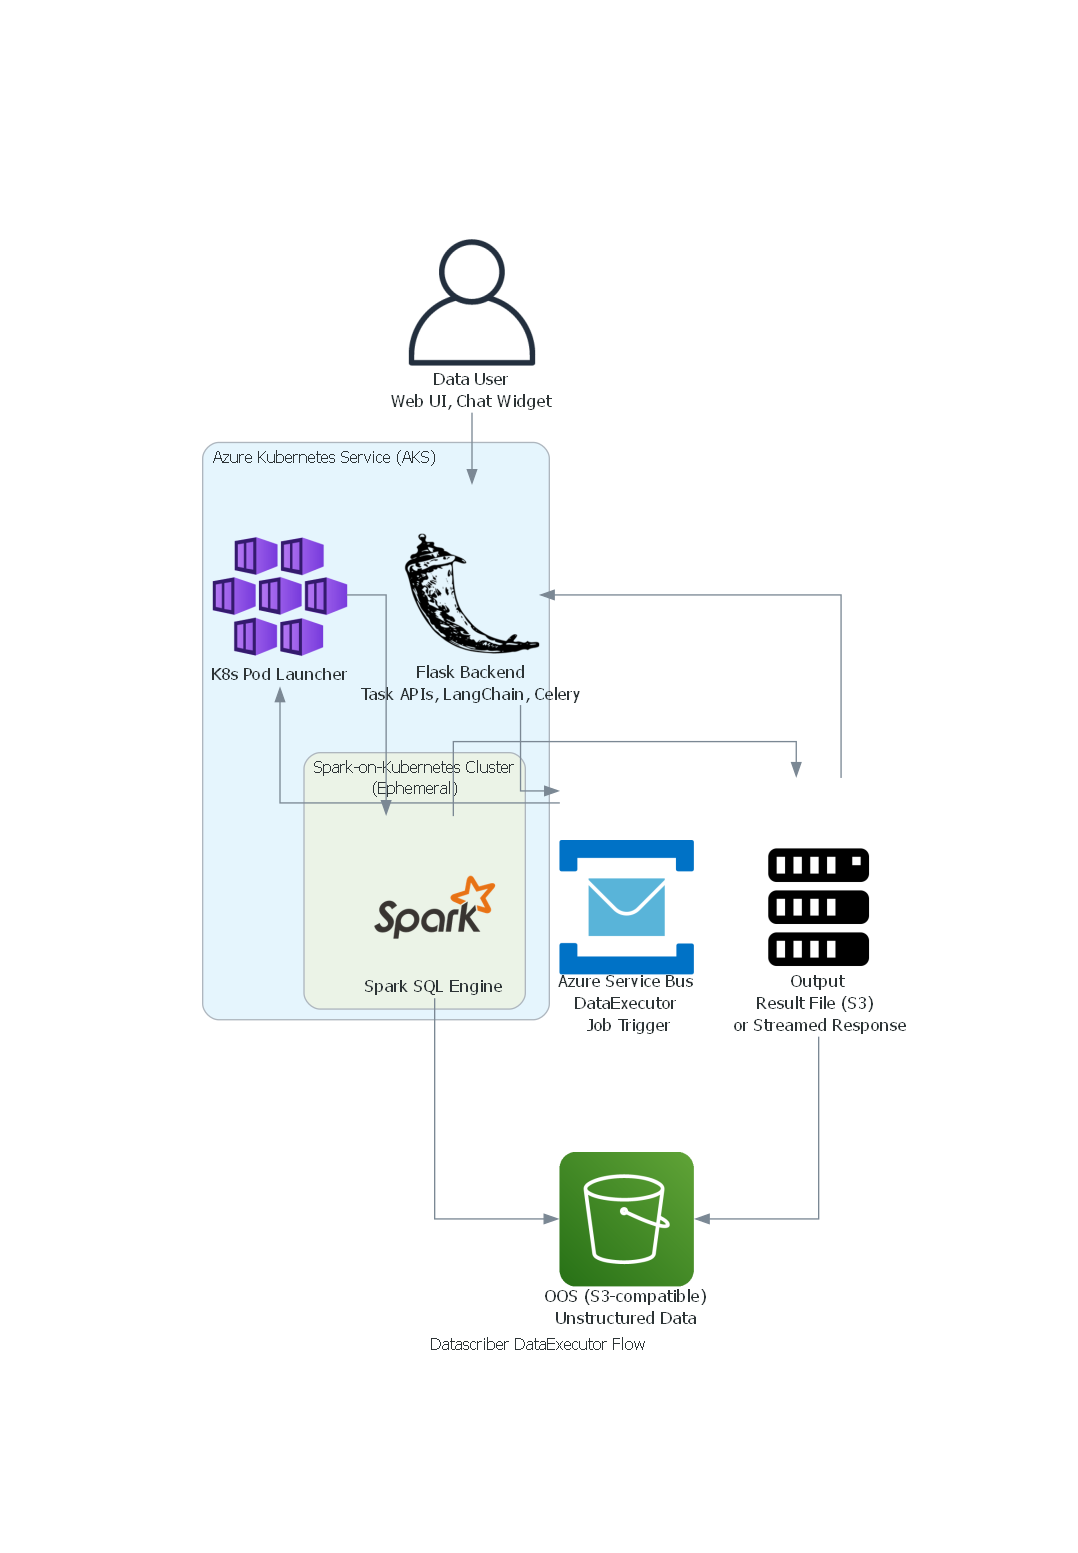 Data User
Web UI, Chat Widget
Azure Kubernetes Service (AKS)
K8s Pod Launcher
Flask Backend
Task APIs, LangChain, Celery
Spark-on-Kubernetes Cluster
(Ephemeral)
Spark
Spark SQL Engine
Azure Service Bus
DataExecutor
Job Trigger
Output
Result File (S3)
or Streamed Response
OOS (S3-compatible)
Unstructured Data
Datascriber DataExecutor Flow